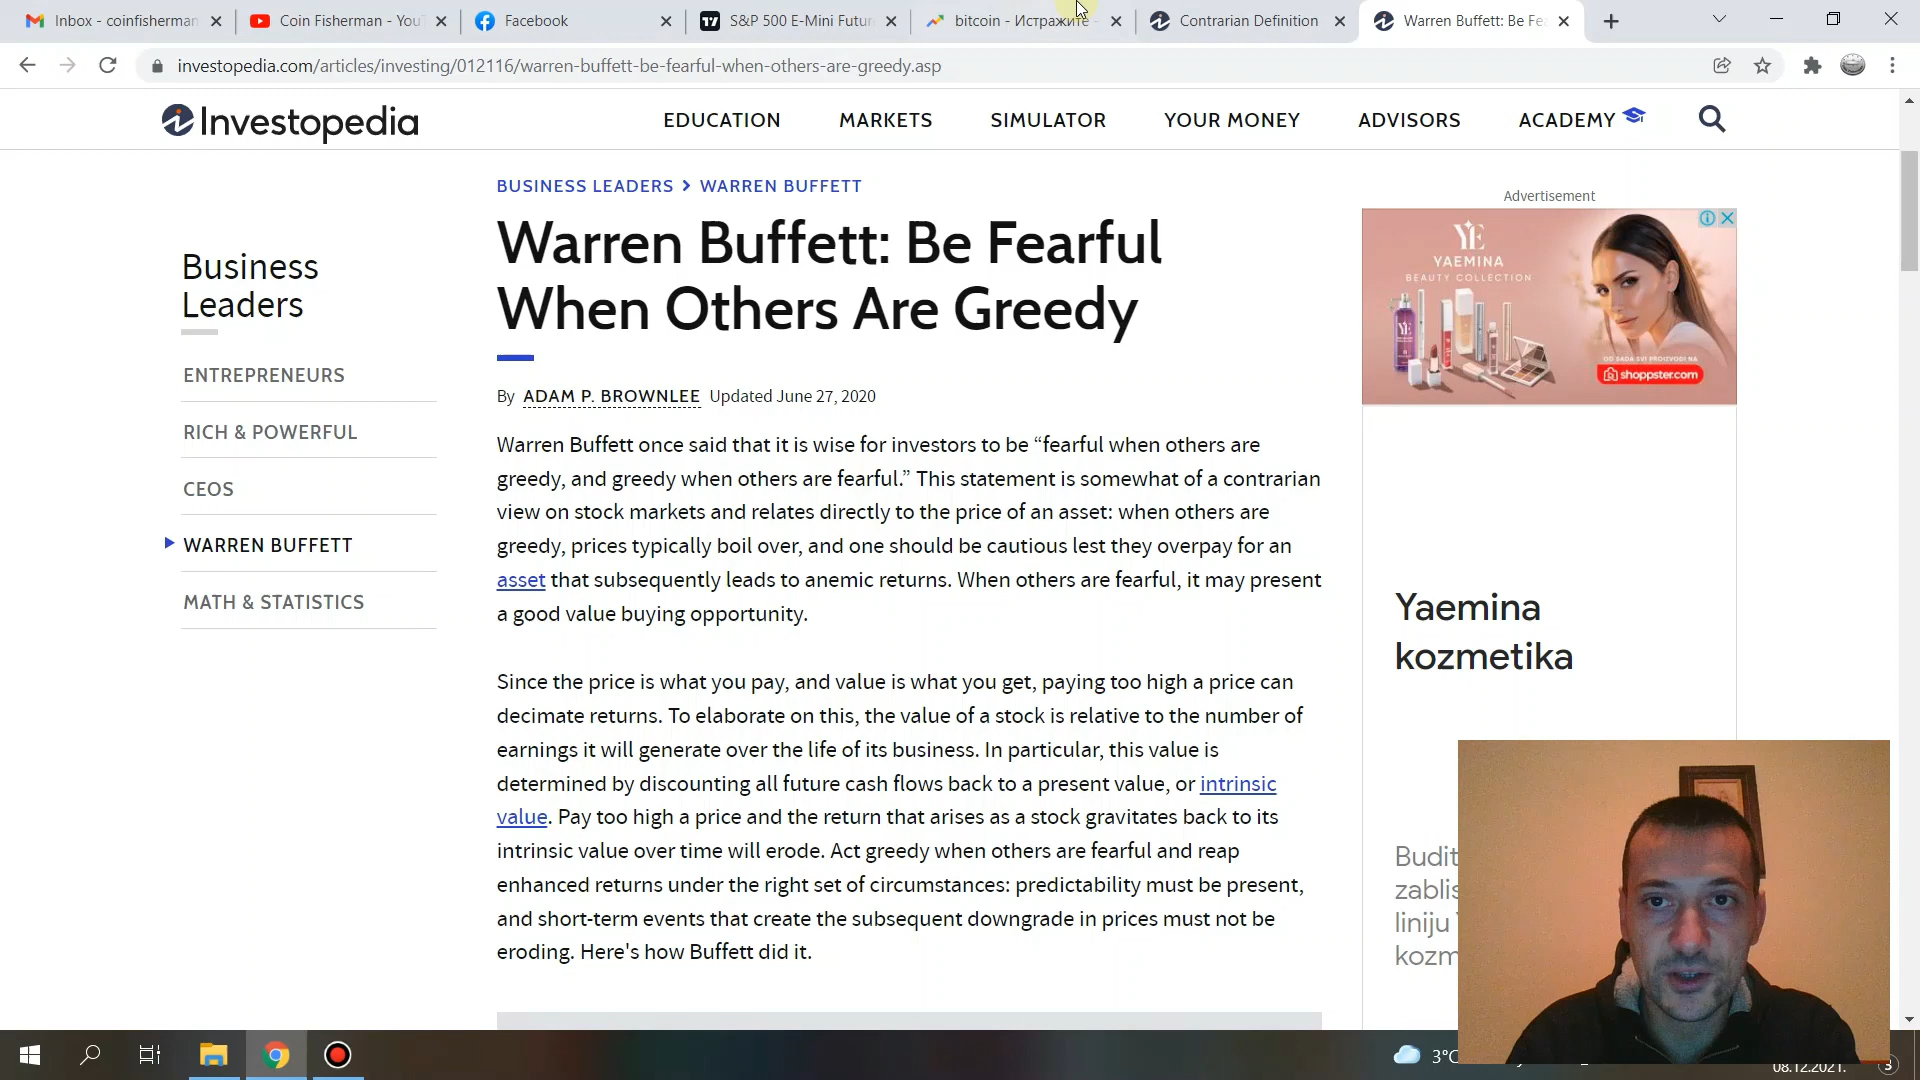 Inbox - coinfisherman
Coin Fisherman - YouT
Facebook
S&P 500 E-Mini Futur
bitcoin - Истражите -
Contrarian Definition
Warren Buffett: Be Fe
investopedia.com/articles/investing/012116/warren-buffett-be-fearful-when-others-are-greedy.asp
Investopedia
EDUCATION
MARKETS
SIMULATOR
YOUR MONEY
ADVISORS
ACADEMY
BUSINESS LEADERS > WARREN BUFFETT
Warren Buffett: Be Fearful
When Others Are Greedy
By ADAM P. BROWNLEE Updated June 27, 2020
Business
Leaders
ENTREPRENEURS
RICH & POWERFUL
CEOS
WARREN BUFFETT
MATH & STATISTICS
Warren Buffett once said that it is wise for investors to be “fearful when others are
greedy, and greedy when others are fearful.” This statement is somewhat of a contrarian
view on stock markets and relates directly to the price of an asset: when others are
greedy, prices typically boil over, and one should be cautious lest they overpay for an
asset that subsequently leads to anemic returns. When others are fearful, it may present
a good value buying opportunity.
Since the price is what you pay, and value is what you get, paying too high a price can
decimate returns. To elaborate on this, the value of a stock is relative to the number of
earnings it will generate over the life of its business. In particular, this value is
determined by discounting all future cash flows back to a present value, or intrinsic
value. Pay too high a price and the return that arises as a stock gravitates back to its
intrinsic value over time will erode. Act greedy when others are fearful and reap
enhanced returns under the right set of circumstances: predictability must be present,
and short-term events that create the subsequent downgrade in prices must not be
eroding. Here's how Buffett did it.
Advertisement
YE
YAEMINA
BEAUTY COLLECTION
OD SADA SVI PROIZVODI NA
shoppster.com
Yaemina
kozmetika
Budit
zablis
liniju
kozm
3°C
08.12.2021.
3